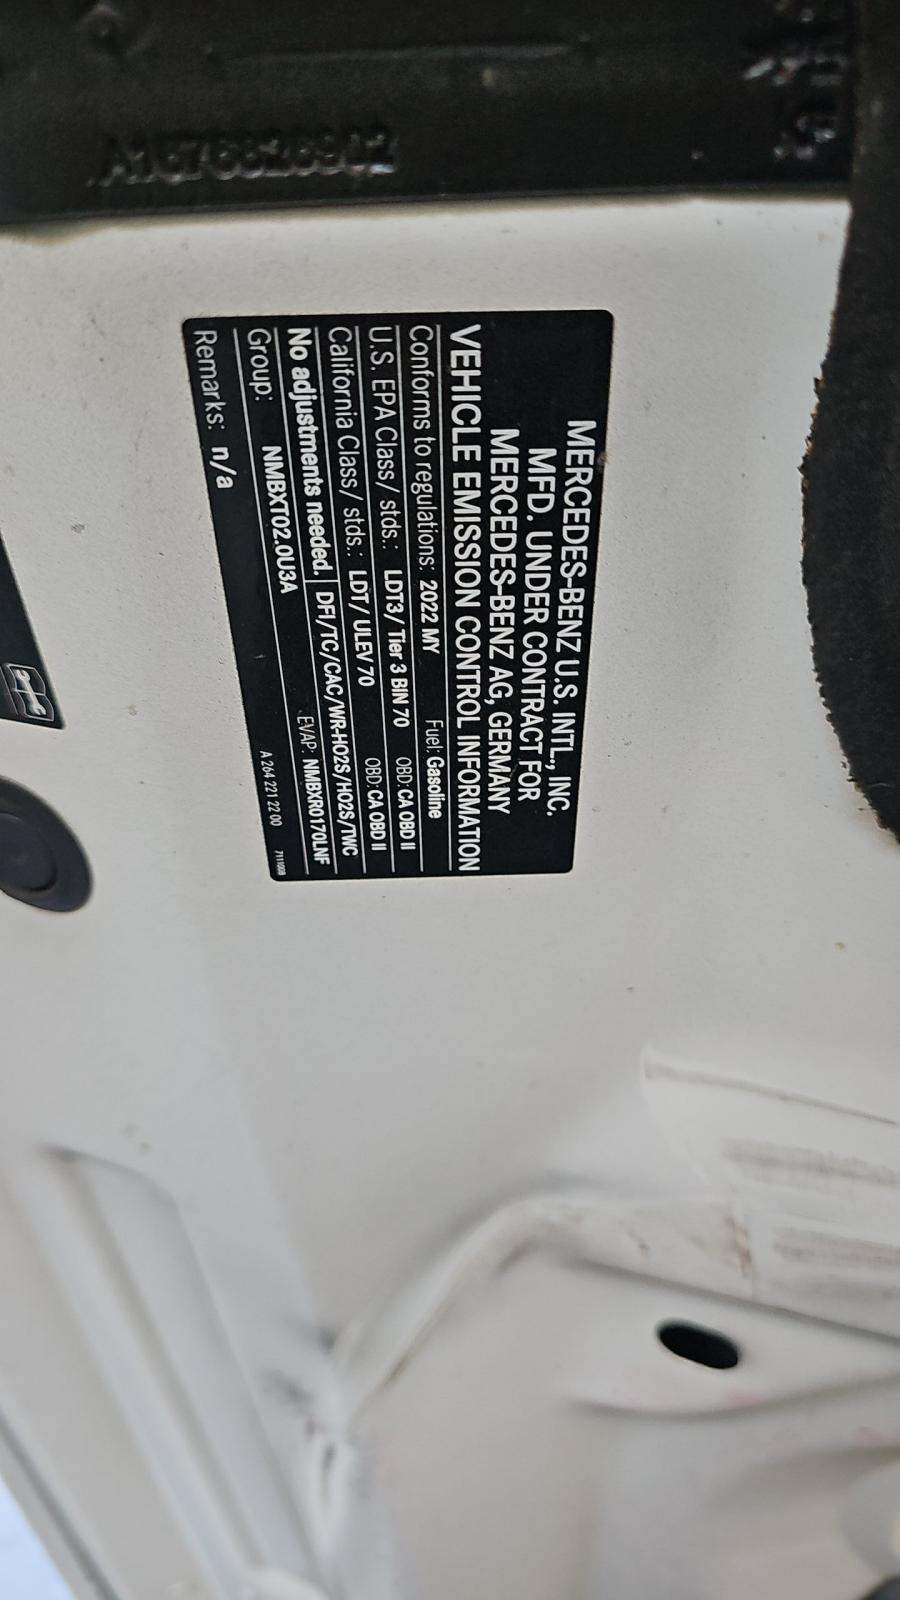 MERCEDES-BENZ U.S. INTL., INC.
MFD. UNDER CONTRACT FOR
MERCEDES-BENZ AG, GERMANY
VEHICLE EMISSION CONTROL INFORMATION
Conforms to regulations: 2022 MY Fuel: Gasoline
U.S. EPA Class/ stds.: LDT3/ Tier 3 BIN 70 OBD: CA OBD II
California Class/ stds.: LDT/ ULEV 70 OBD: CA OBD II
No adjustments needed. DFI/TC/CAC/WR-HO2S/HO2S/TWC
Group: NMBXT02.0U3A EVAP: NMBXR0170LNF
Remarks: n/a A 264 221 22 00